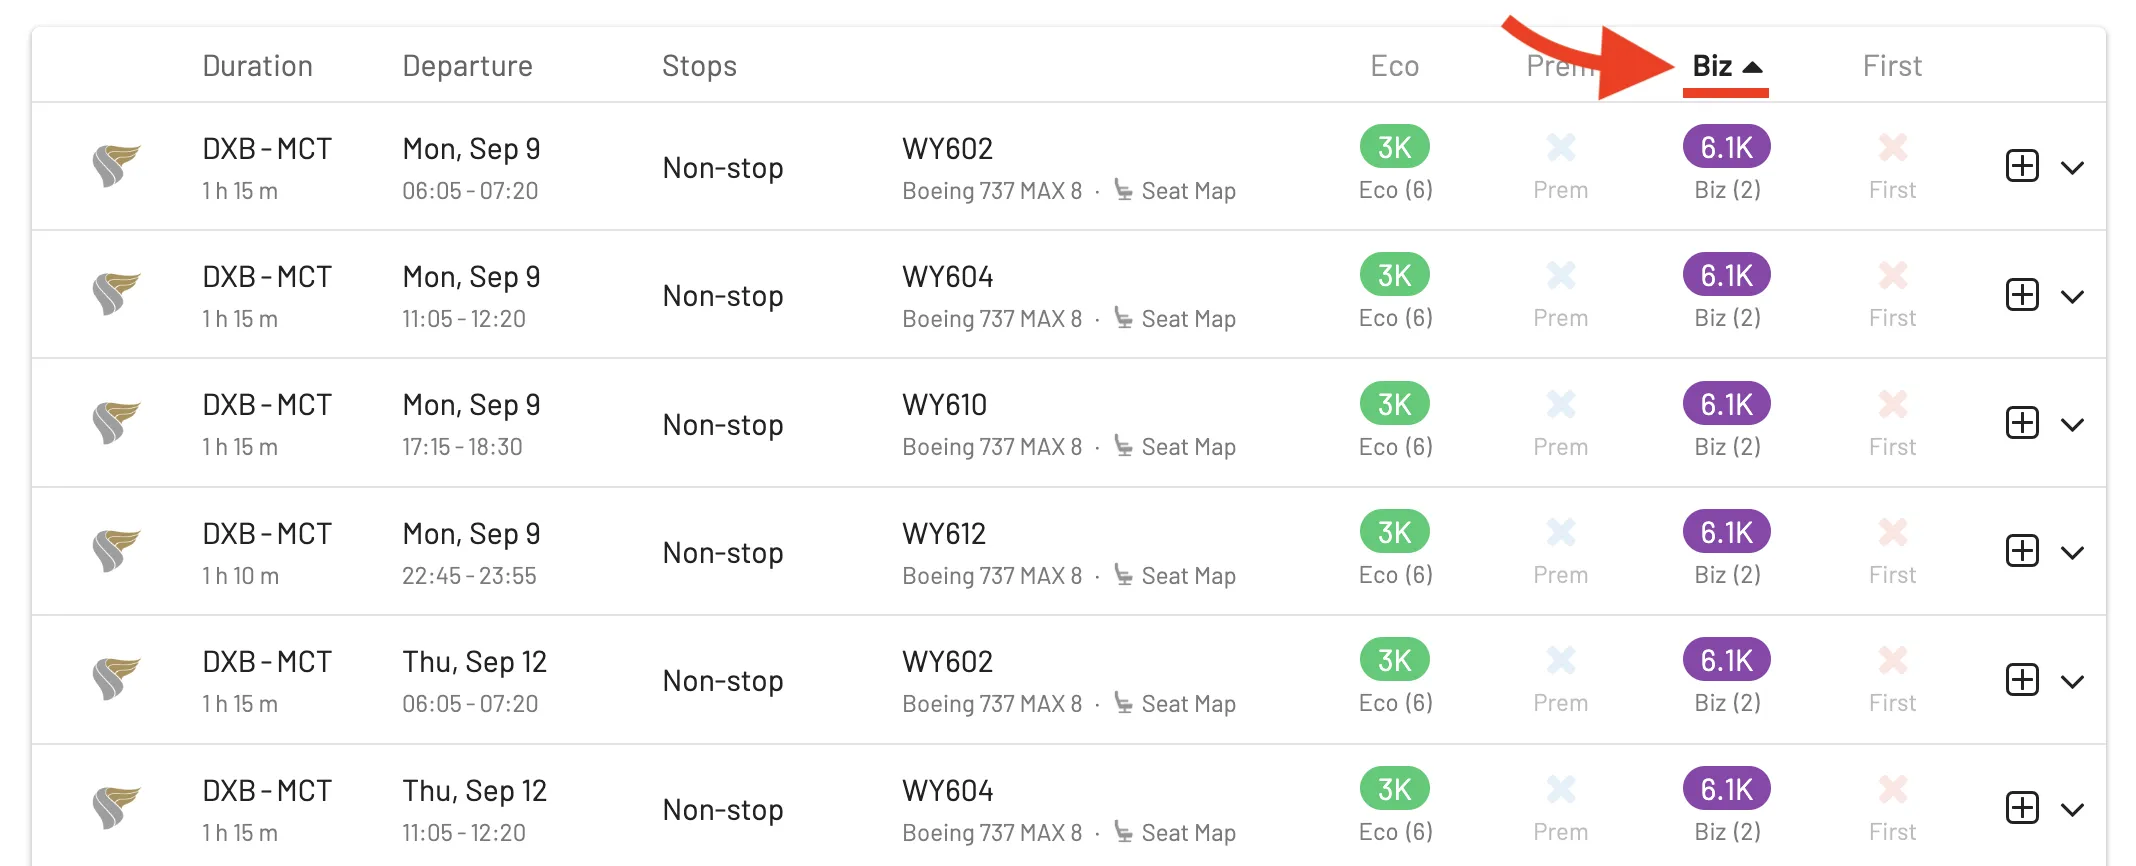 Duration Departure Stops Eco Prem Biz First
DXB - MCT Mon, Sep 9 WY602 3K 6.1K
Non-stop
1 h 15 m 06:05 - 07:20 Boeing 737 MAX 8 · Seat Map Eco (6) Prem Biz (2) First
DXB - MCT Mon, Sep 9 WY604 3K 6.1K
Non-stop
1 h 15 m 11:05 - 12:20 Boeing 737 MAX 8 · Seat Map Eco (6) Prem Biz (2) First
DXB - MCT Mon, Sep 9 WY610 3K 6.1K
Non-stop
1 h 15 m 17:15 - 18:30 Boeing 737 MAX 8 · Seat Map Eco (6) Prem Biz (2) First
DXB - MCT Mon, Sep 9 WY612 3K 6.1K
Non-stop
1 h 10 m 22:45 - 23:55 Boeing 737 MAX 8 · Seat Map Eco (6) Prem Biz (2) First
DXB - MCT Thu, Sep 12 WY602 3K 6.1K
Non-stop
1 h 15 m 06:05 - 07:20 Boeing 737 MAX 8 · Seat Map Eco (6) Prem Biz (2) First
DXB - MCT Thu, Sep 12 WY604 3K 6.1K
Non-stop
1 h 15 m 11:05 - 12:20 Boeing 737 MAX 8 · Seat Map Eco (6) Prem Biz (2) First